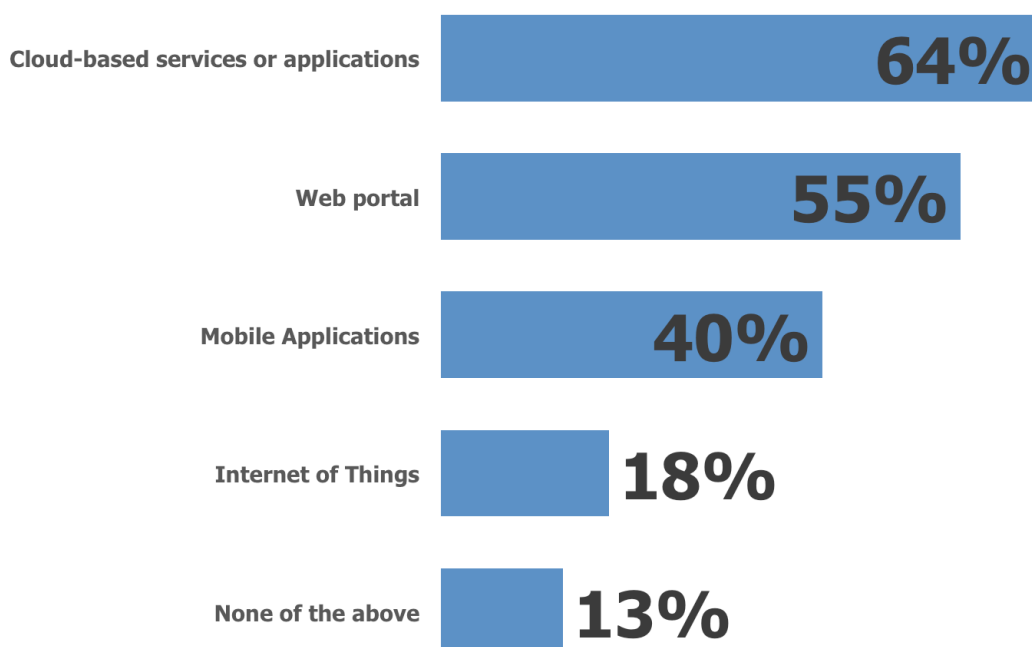 Cloud-based services or applications 64%
Web portal 55%
Mobile Applications 40%
Internet of Things 18%
None of the above 13%